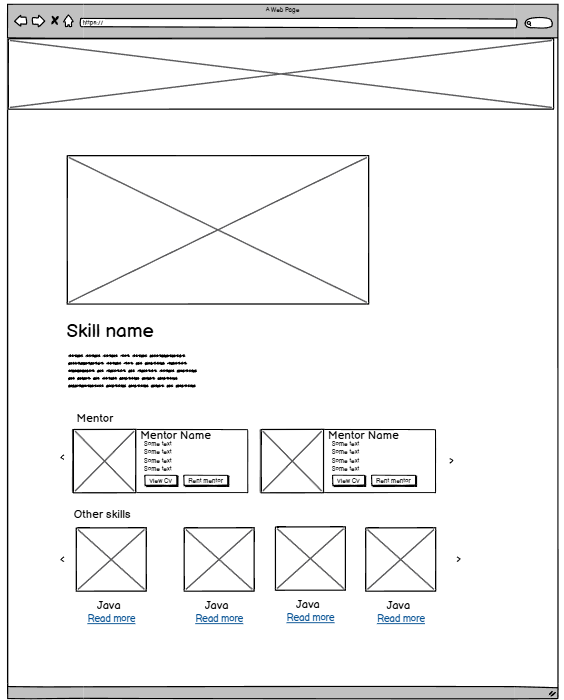 A Web Page
https://
Skill name
Mentor
Mentor Name
Some text
Some text
Some text
Some text
View CV
Rent mentor
Mentor Name
Some text
Some text
Some text
Some text
View CV
Rent mentor
<
>
Other skills
<
>
Java
Java
Java
Java
Read more
Read more
Read more
Read more